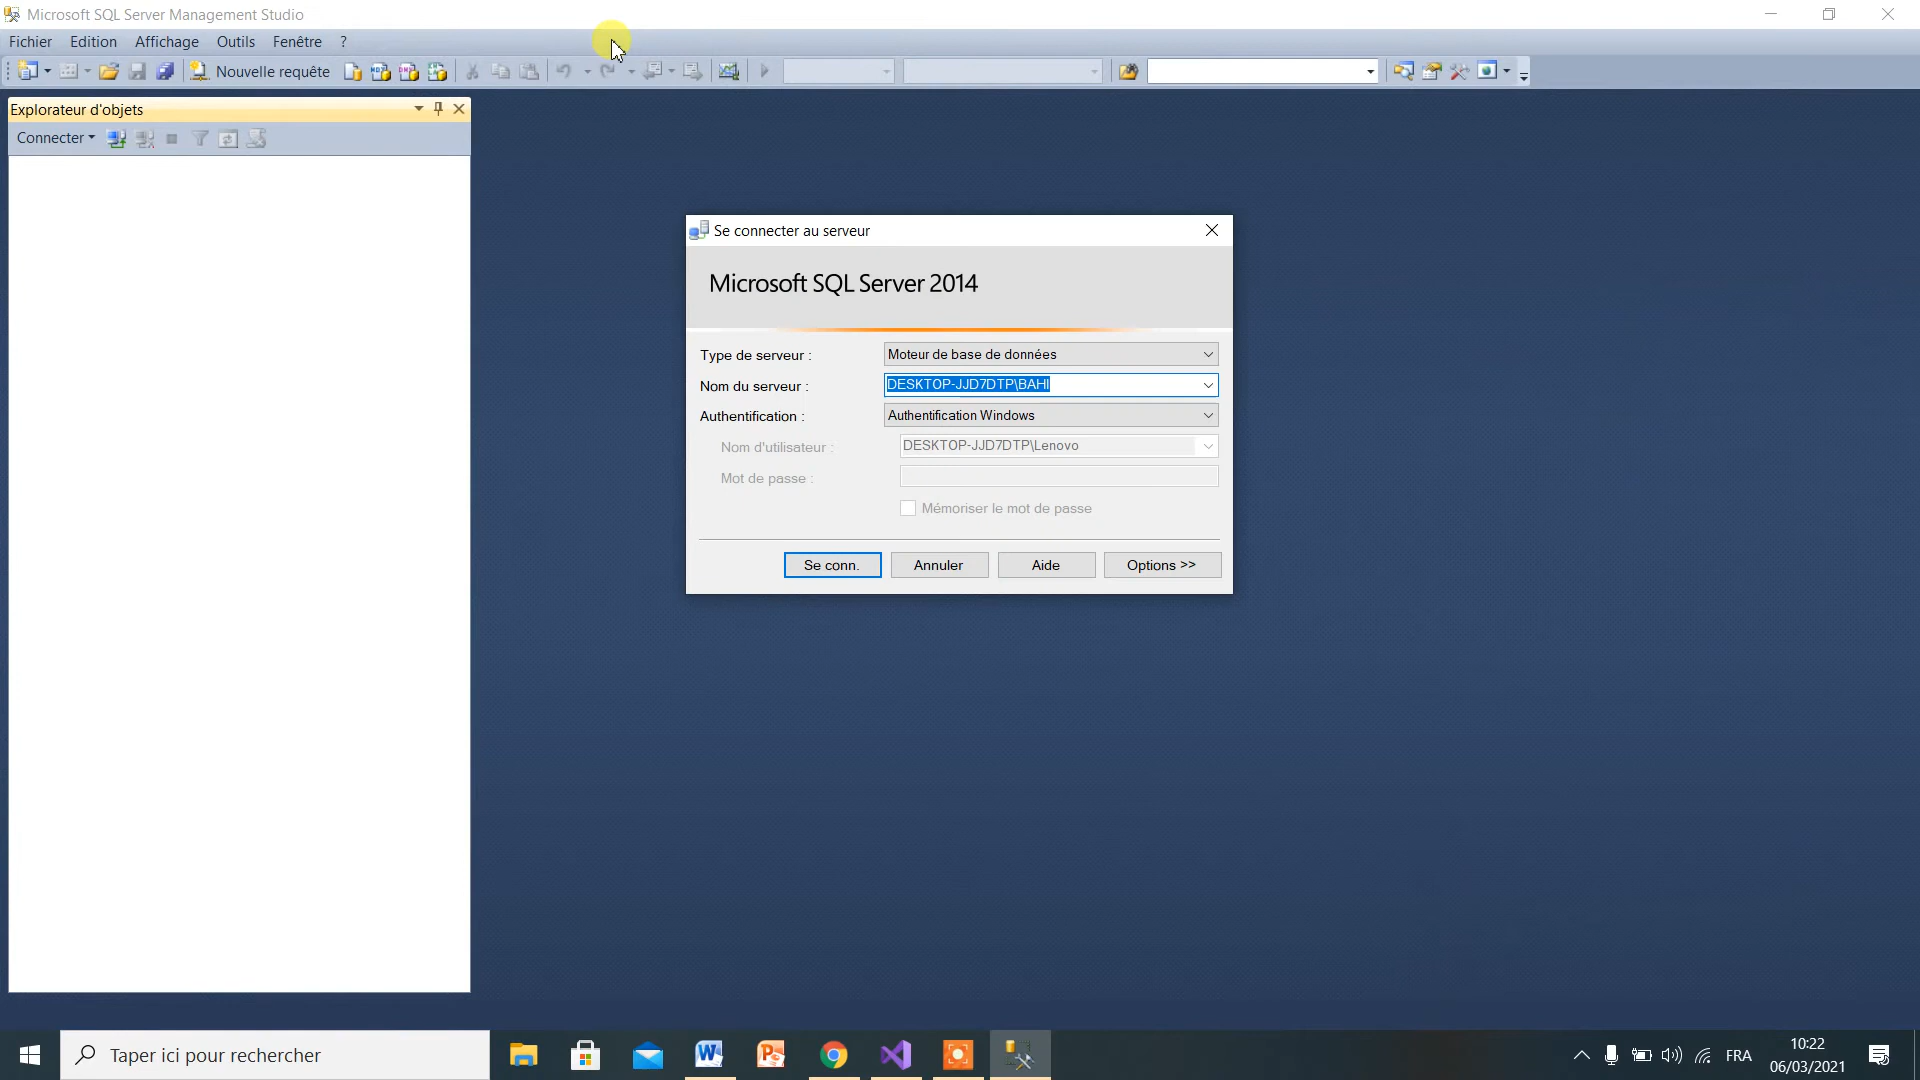 Microsoft SQL Server Management Studio
Fichier Edition Affichage Outils Fenêtre ?
Nouvelle requête
Explorateur d'objets
Connecter
Se connecter au serveur
Microsoft SQL Server 2014
Type de serveur : Moteur de base de données
Nom du serveur : DESKTOP-JJD7DTP\BAHI
Authentification : Authentification Windows
Nom d'utilisateur : DESKTOP-JJD7DTP\Lenovo
Mot de passe :
Mémoriser le mot de passe
Se conn. Annuler Aide Options >>
Taper ici pour rechercher
FRA
10:22
06/03/2021